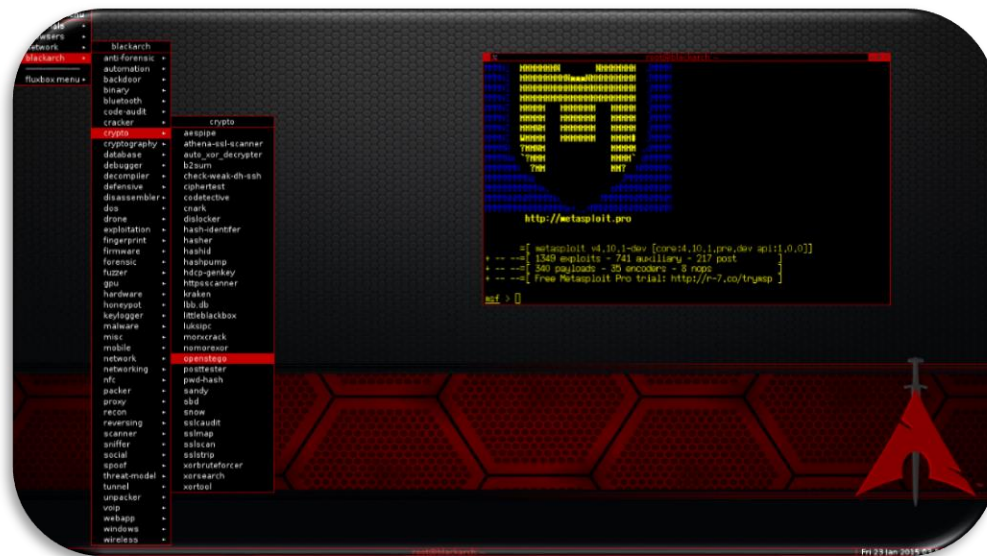 blackarch
fluxbox menu
blackarch
anti-forensic
automation
backdoor
binary
bluetooth
code-audit
cracker
crypto
cryptography
database
debugger
decompiler
defensive
disassembler
dos
drone
exploitation
fingerprint
firmware
forensic
fuzzer
gpu
hardware
honeypot
keylogger
malware
misc
mobile
network
networking
nfc
packer
proxy
recon
reversing
scanner
sniffer
social
spoof
threat-model
tunnel
unpacker
voip
webapp
windows
wireless
crypto
aespipe
athena-ssl-scanner
auto_xor_decrypter
b2sum
check-weak-dh-ssh
ciphertest
codetective
cnark
dislocker
hash-identifer
hasher
hashid
hashpump
hdcp-genkey
httpsscanner
kraken
lbb_db
littleblackbox
luksipc
morxcrack
nomorexor
openstego
posttester
pwd-hash
sandy
sbd
snow
sslcaudit
sslmap
sslscan
sslstrip
xorbruteforcer
xorsearch
xortool
http://metasploit.pro
=[ metasploit v4.10.1-dev [core:4.10.1.pre.dev api:1.0.0]]
+ -- --=[ 1349 exploits - 741 auxiliary - 217 post ]
+ -- --=[ 340 payloads - 35 encoders - 8 nops ]
+ -- --=[ Free Metasploit Pro trial: http://r-7.co/trymsp ]
msf >
Fri 23 Jan 2015